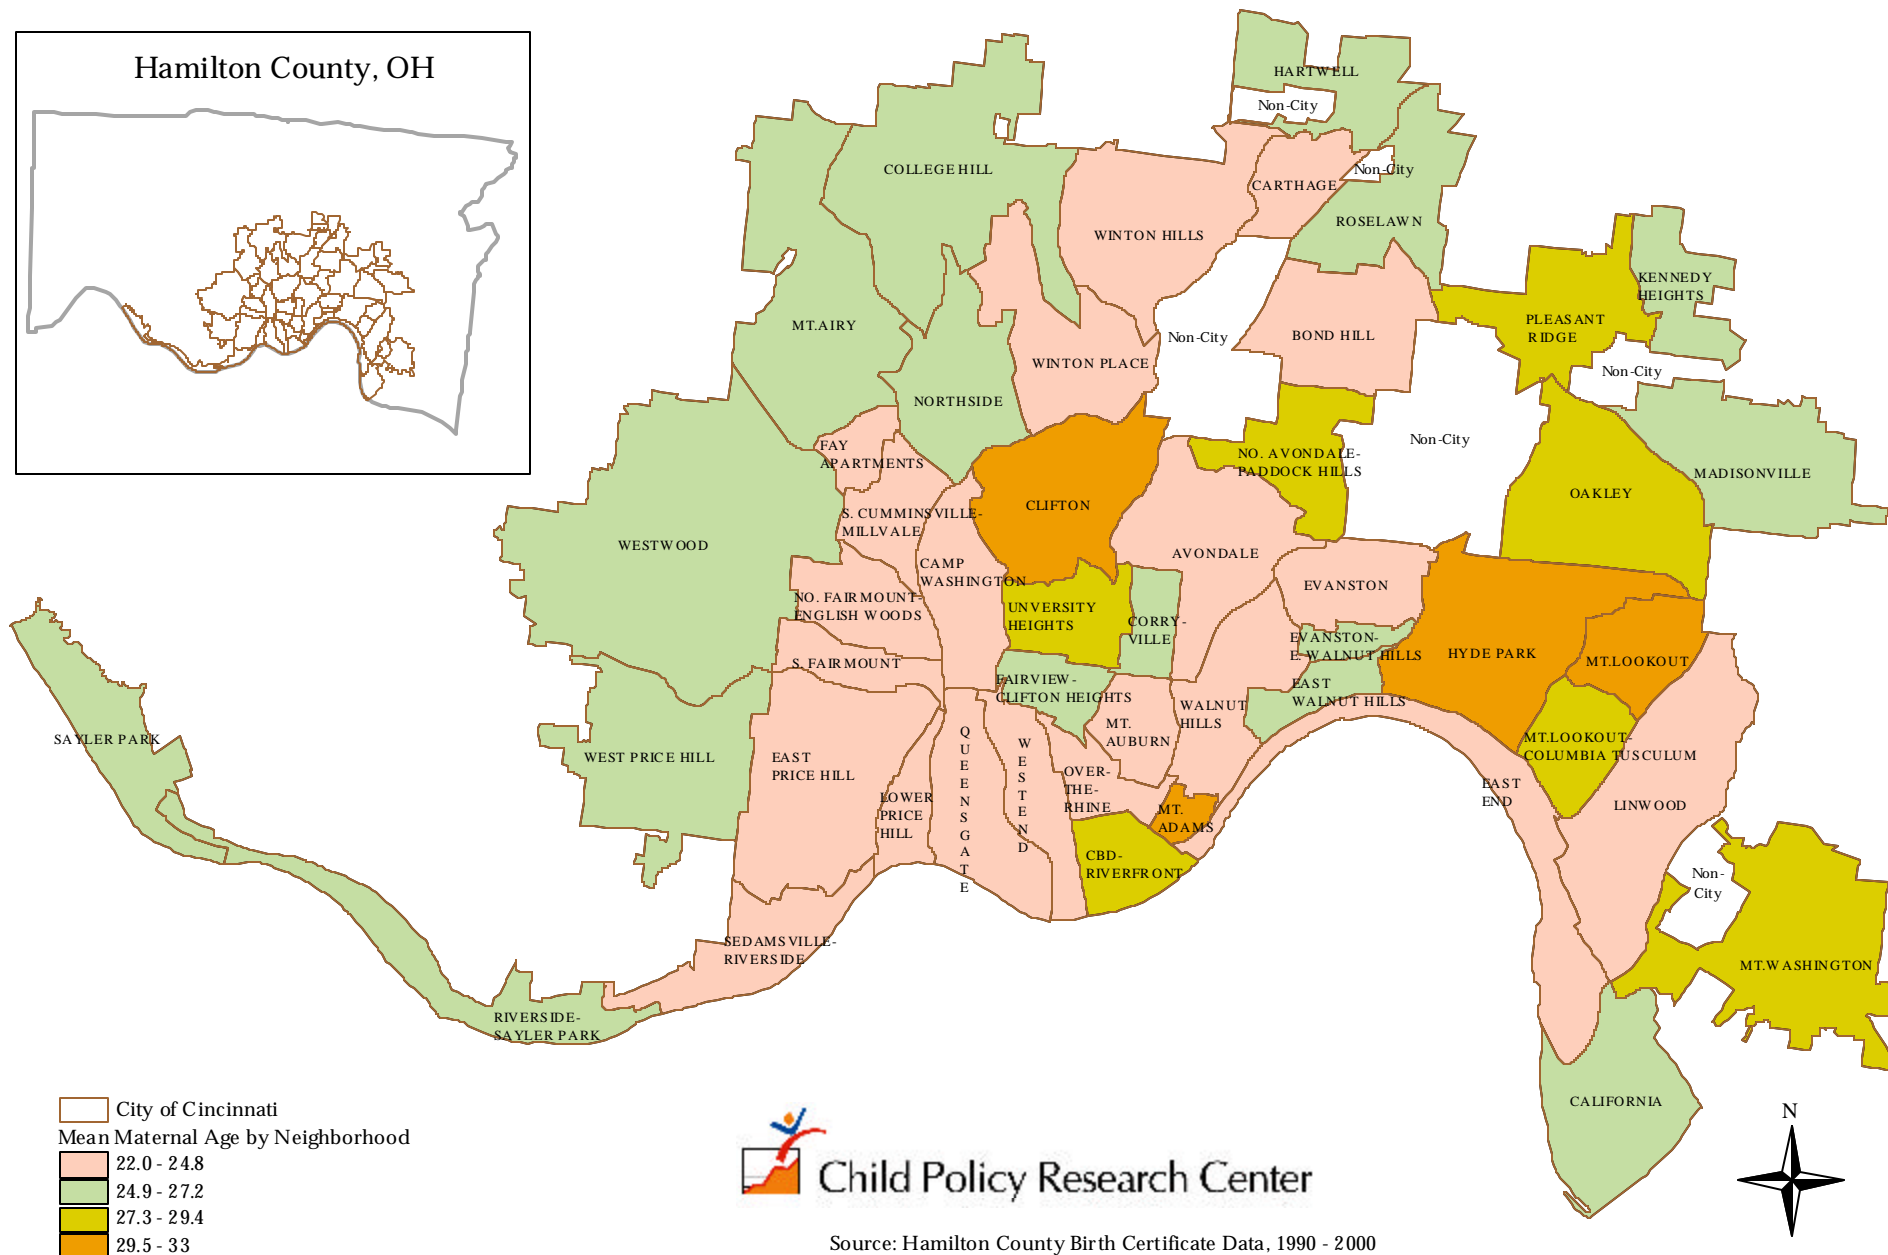 Hamilton County, OH
HARTWELL
Non-City
COLLEGE HILL
Non-City
CARTHAGE
ROSELAWN
WINTON HILLS
KENNEDY
HEIGHTS
MT.AIRY
PLEASANT
RIDGE
Non-City
BOND HILL
WINTON PLACE
Non-City
NORTHSIDE
FAY
APARTMENTS
Non-City
NO. AVONDALE-
PADDOCK HILLS
MADISONVILLE
OAKLEY
CLIFTON
S. CUMMINSVILLE-
MILLVALE
WESTWOOD
AVONDALE
CAMP
WASHINGTON
EVANSTON
NO. FAIRMOUNT-
ENGLISH WOODS
UNVERSITY
HEIGHTS
CORRY-
VILLE
EVANSTON-
E. WALNUT HILLS
HYDE PARK
MT.LOOKOUT
S. FAIRMOUNT
FAIRVIEW-
CLIFTON HEIGHTS
EAST
WALNUT HILLS
WALNUT
HILLS
MT.
AUBURN
SAYLER PARK
WEST PRICE HILL
EAST
PRICE HILL
QUEENSGATE
WEST END
MT.LOOKOUT-
COLUMBIA TUSCULUM
OVER-
THE-
RHINE
EAST
END
LOWER
PRICE
HILL
LINWOOD
MT.
ADAMS
CBD-
RIVERFRONT
Non-
City
SEDAMSVILLE-
RIVERSIDE
MT.WASHINGTON
RIVERSIDE-
SAYLER PARK
CALIFORNIA
City of Cincinnati
Mean Maternal Age by Neighborhood
22.0 - 24.8
24.9 - 27.2
27.3 - 29.4
29.5 - 33
Child Policy Research Center
N
Source: Hamilton County Birth Certificate Data, 1990 - 2000